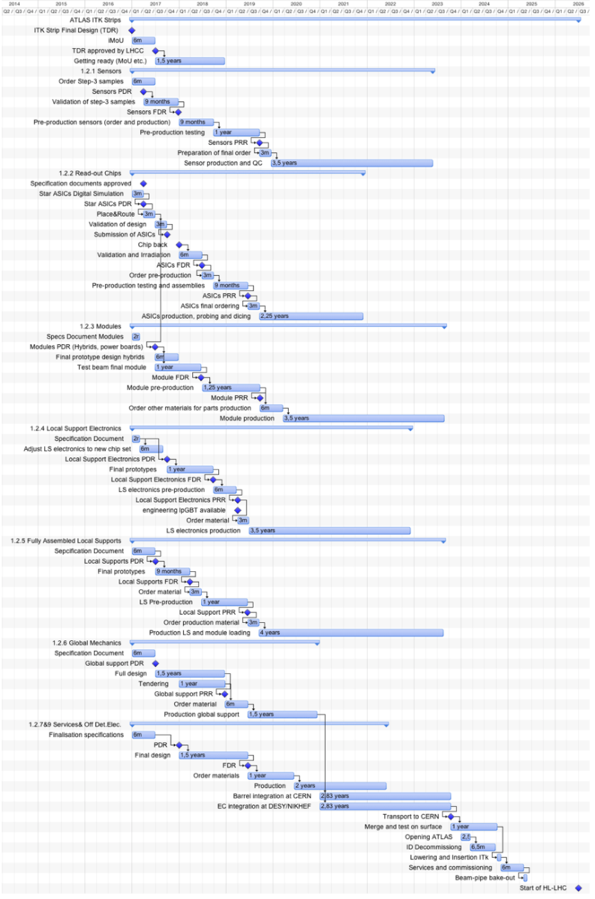 2014 2015 2016 2017 2018 2019 2020 2021 2022 2023 2024 2025 2026
ATLAS ITK Strips
ITK Strip Final Design (TDR)
iMoU 6m
TDR approved by LHCC
Getting ready (MoU etc.) 1,5 years
1.2.1 Sensors
Order Step-3 samples 6m
Sensors PDR
Validation of step-3 samples 9 months
Sensors FDR
Pre-production sensors (order and production) 9 months
Pre-production testing 1 year
Sensors PRR
Preparation of final order 3m
Sensor production and QC 3,5 years
1.2.2 Read-out Chips
Specification documents approved
Star ASICs Digital Simulation 3m
Star ASICs PDR
Place&Route 3m
Validation of design 3m
Submission of ASICs
Chip back
Validation and Irradiation 6m
ASICs FDR
Order pre-production 3m
Pre-production testing and assemblies 9 months
ASICs PRR
ASICs final ordering 3m
ASICs production, probing and dicing 2,25 years
1.2.3 Modules
Specs Document Modules
Modules PDR (Hybrids, power boards)
Final prototype design hybrids 6m
Test beam final module 1 year
Module FDR
Module pre-production 1,25 years
Module PRR
Order other materials for parts production 6m
Module production 3,5 years
1.2.4 Local Support Electronics
Specification Document
Adjust LS electronics to new chip set 6m
Local Support Electronics PDR
Final prototypes 1 year
Local Support Electronics FDR
LS electronics pre-production 6m
Local Support Electronics PRR
engineering lpGBT available
Order material 3m
LS electronics production 3,5 years
1.2.5 Fully Assembled Local Supports
Sepcification Document 6m
Local Supports PDR
Final prototypes 9 months
Local Supports FDR
Order material 3m
LS Pre-production 1 year
Local Support PRR
Order production material 3m
Production LS and module loading 4 years
1.2.6 Global Mechanics
Specification Document 6m
Global support PDR
Full design 1,5 years
Tendering 1 year
Global support PRR
Order material 6m
Production global support 1,5 years
1.2.7&9 Services& Off Det.Elec.
Finalisation specifications 6m
PDR
Final design 1,5 years
FDR
Order materials 1 year
Production 2 years
Barrel integration at CERN 2,83 years
EC integration at DESY/NIKHEF 2,83 years
Transport to CERN
Merge and test on surface 1 year
Opening ATLAS
ID Decommissiong 6,5m
Lowering and Insertion ITk
Services and commissioning 6m
Beam-pipe bake-out
Start of HL-LHC